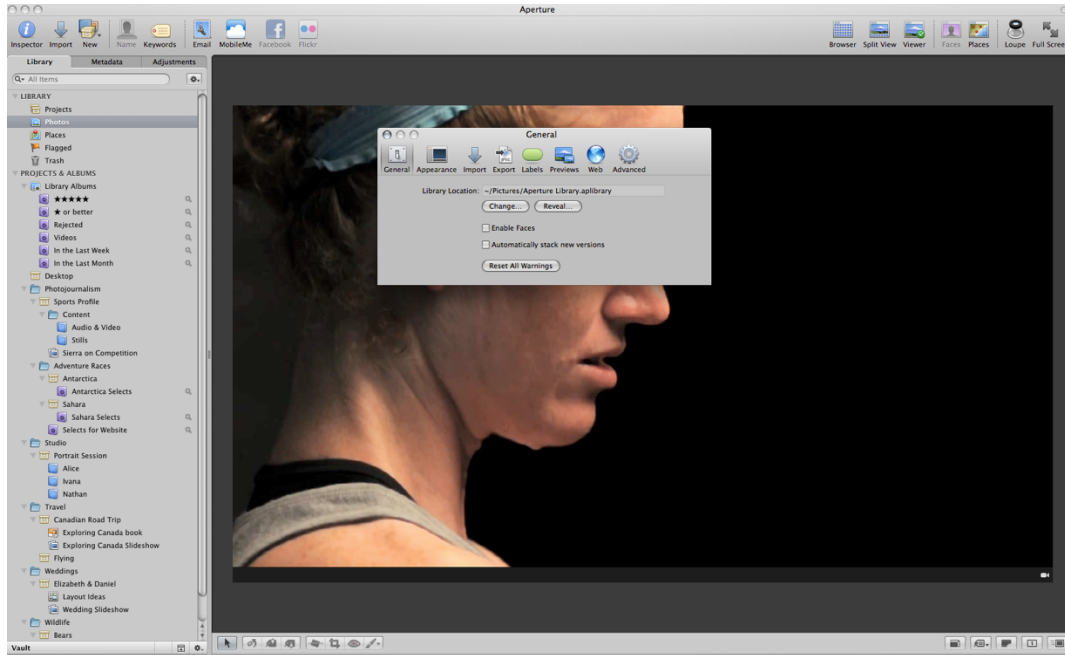 Aperture
Inspector Import New Name Keywords Email MobileMe Facebook Flickr Browser Split View Viewer Faces Places Loupe Full Scree
Library Metadata Adjustments
All Items
LIBRARY
Projects
Photos
Places
Flagged
Trash
PROJECTS & ALBUMS
Library Albums
★★★★★
★ or better
Rejected
Videos
In the Last Week
In the Last Month
Desktop
Photojournalism
Sports Profile
Content
Audio & Video
Stills
Sierra on Competition
Adventure Races
Antarctica
Antarctica Selects
Sahara
Sahara Selects
Selects for Website
Studio
Portrait Session
Alice
Ivana
Nathan
Travel
Canadian Road Trip
Exploring Canada book
Exploring Canada Slideshow
Flying
Weddings
Elizabeth & Daniel
Layout Ideas
Wedding Slideshow
Wildlife
Bears
Vault
General
General Appearance Import Export Labels Previews Web Advanced
Library Location: ~/Pictures/Aperture Library.aplibrary
Change... Reveal...
Enable Faces
Automatically stack new versions
Reset All Warnings